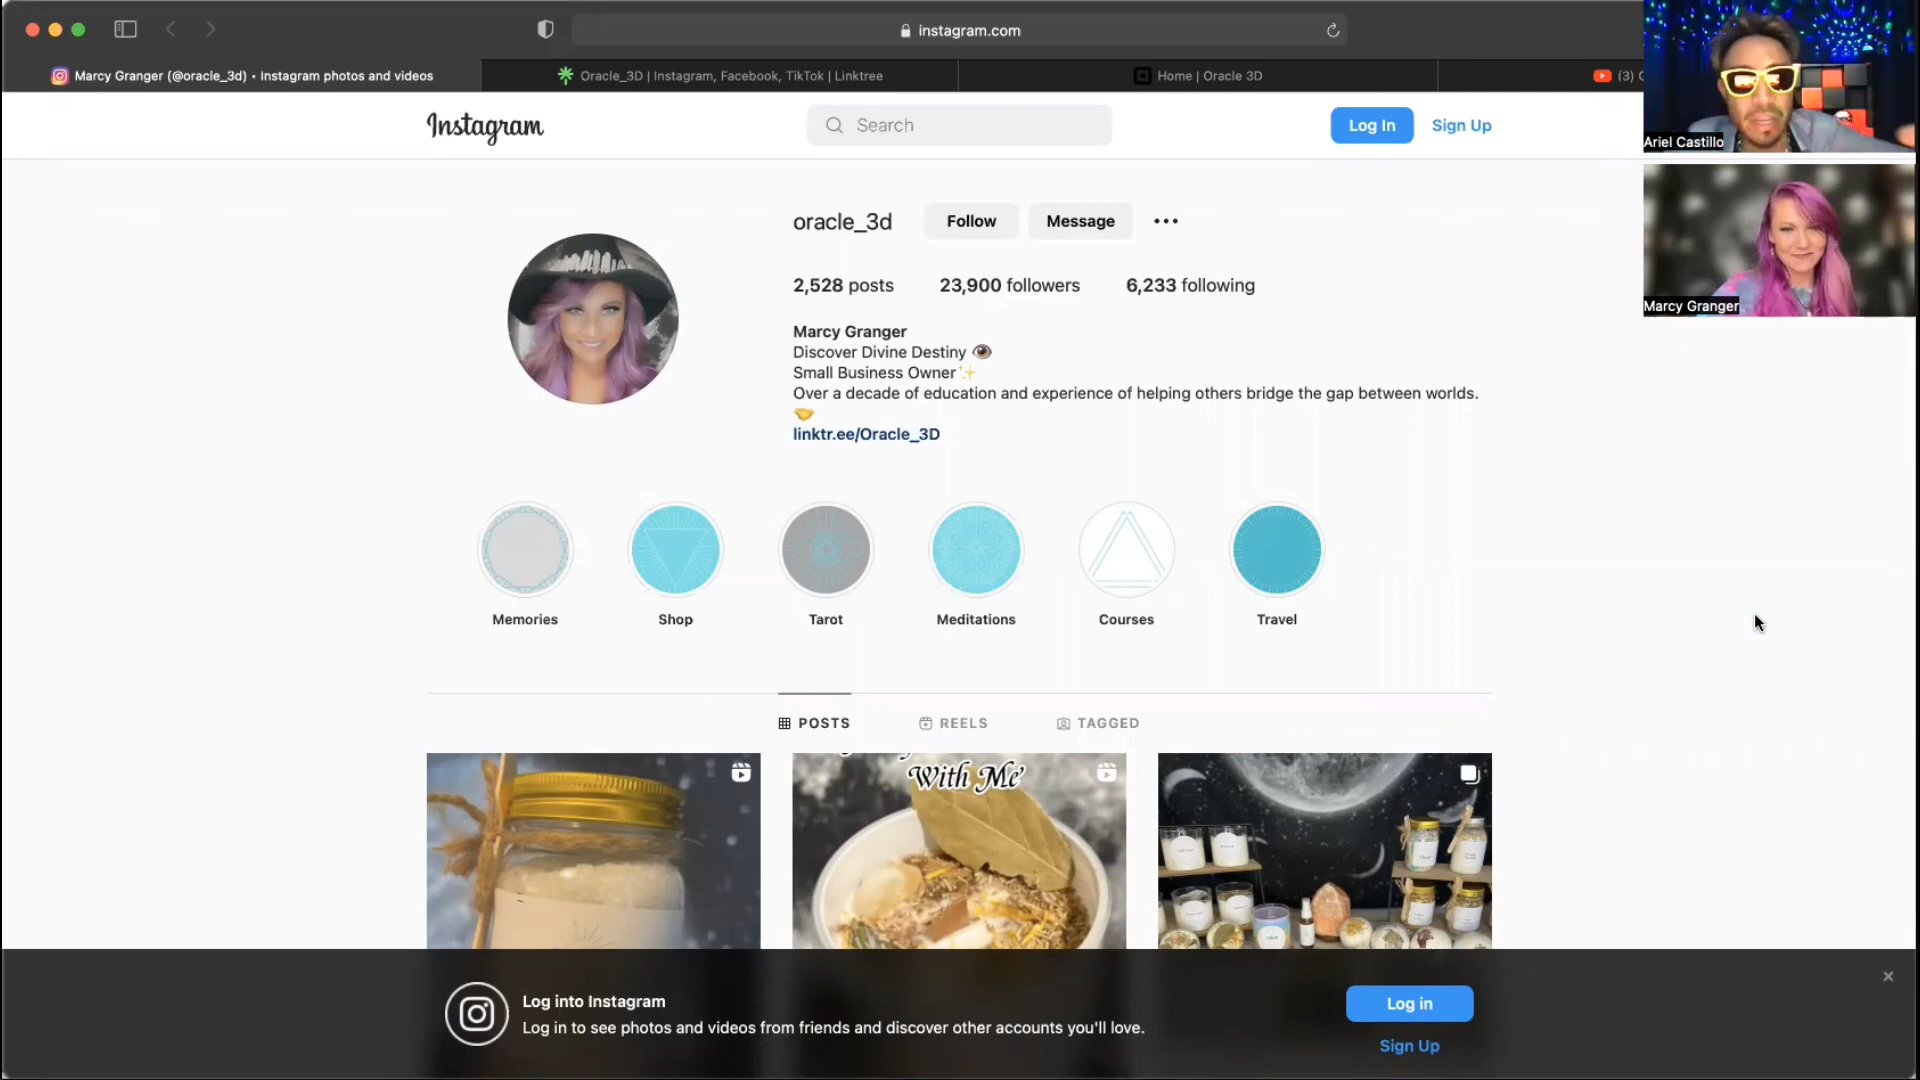 instagram.com
Marcy Granger (@oracle_3d) • Instagram photos and videos
Oracle_3D | Instagram, Facebook, TikTok | Linktree
Home | Oracle 3D
(3)
Ariel Castillo
Instagram
Search
Log In
Sign Up
Marcy Granger
oracle_3d
Follow
Message
2,528 posts
23,900 followers
6,233 following
Marcy Granger
Discover Divine Destiny 👁️
Small Business Owner✨
Over a decade of education and experience of helping others bridge the gap between worlds.
🤝
linktr.ee/Oracle_3D
Memories
Shop
Tarot
Meditations
Courses
Travel
POSTS
REELS
TAGGED
With Me
Log into Instagram
Log in to see photos and videos from friends and discover other accounts you'll love.
Log in
Sign Up